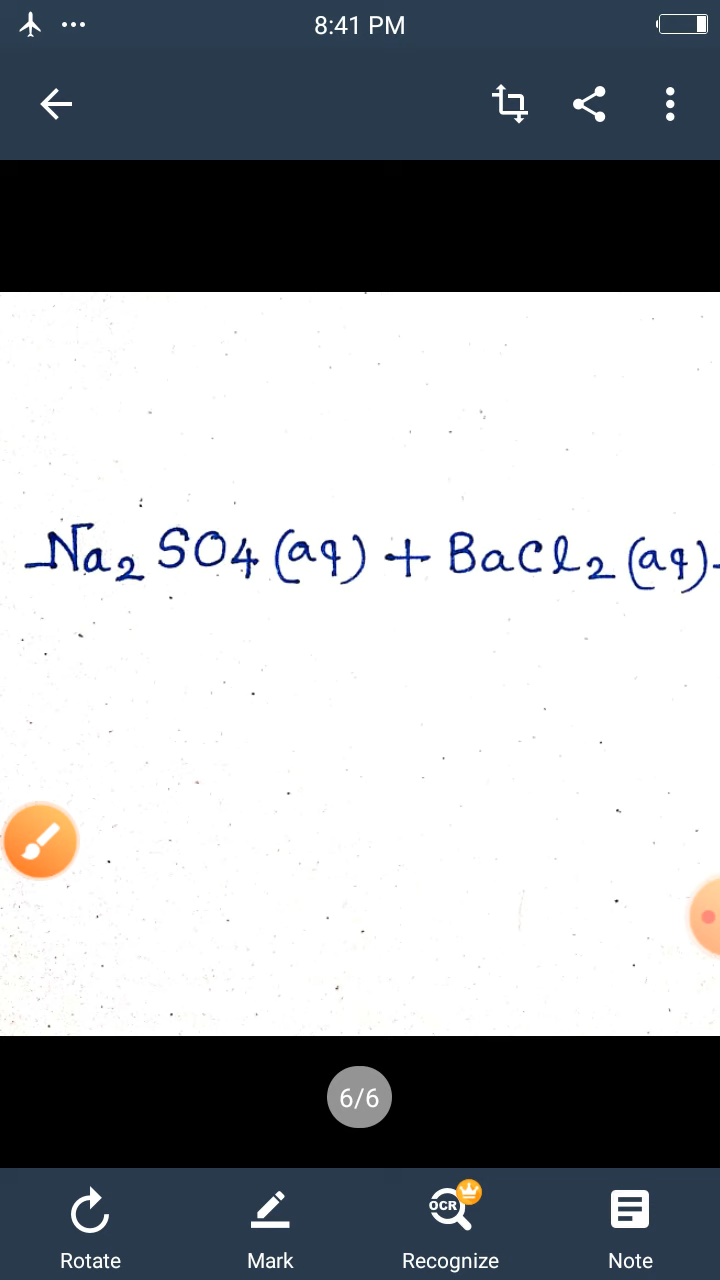 8:41 PM
Na2 SO4 (aq) + BaCl2 (aq)-
6/6
OCR
Rotate Mark Recognize Note